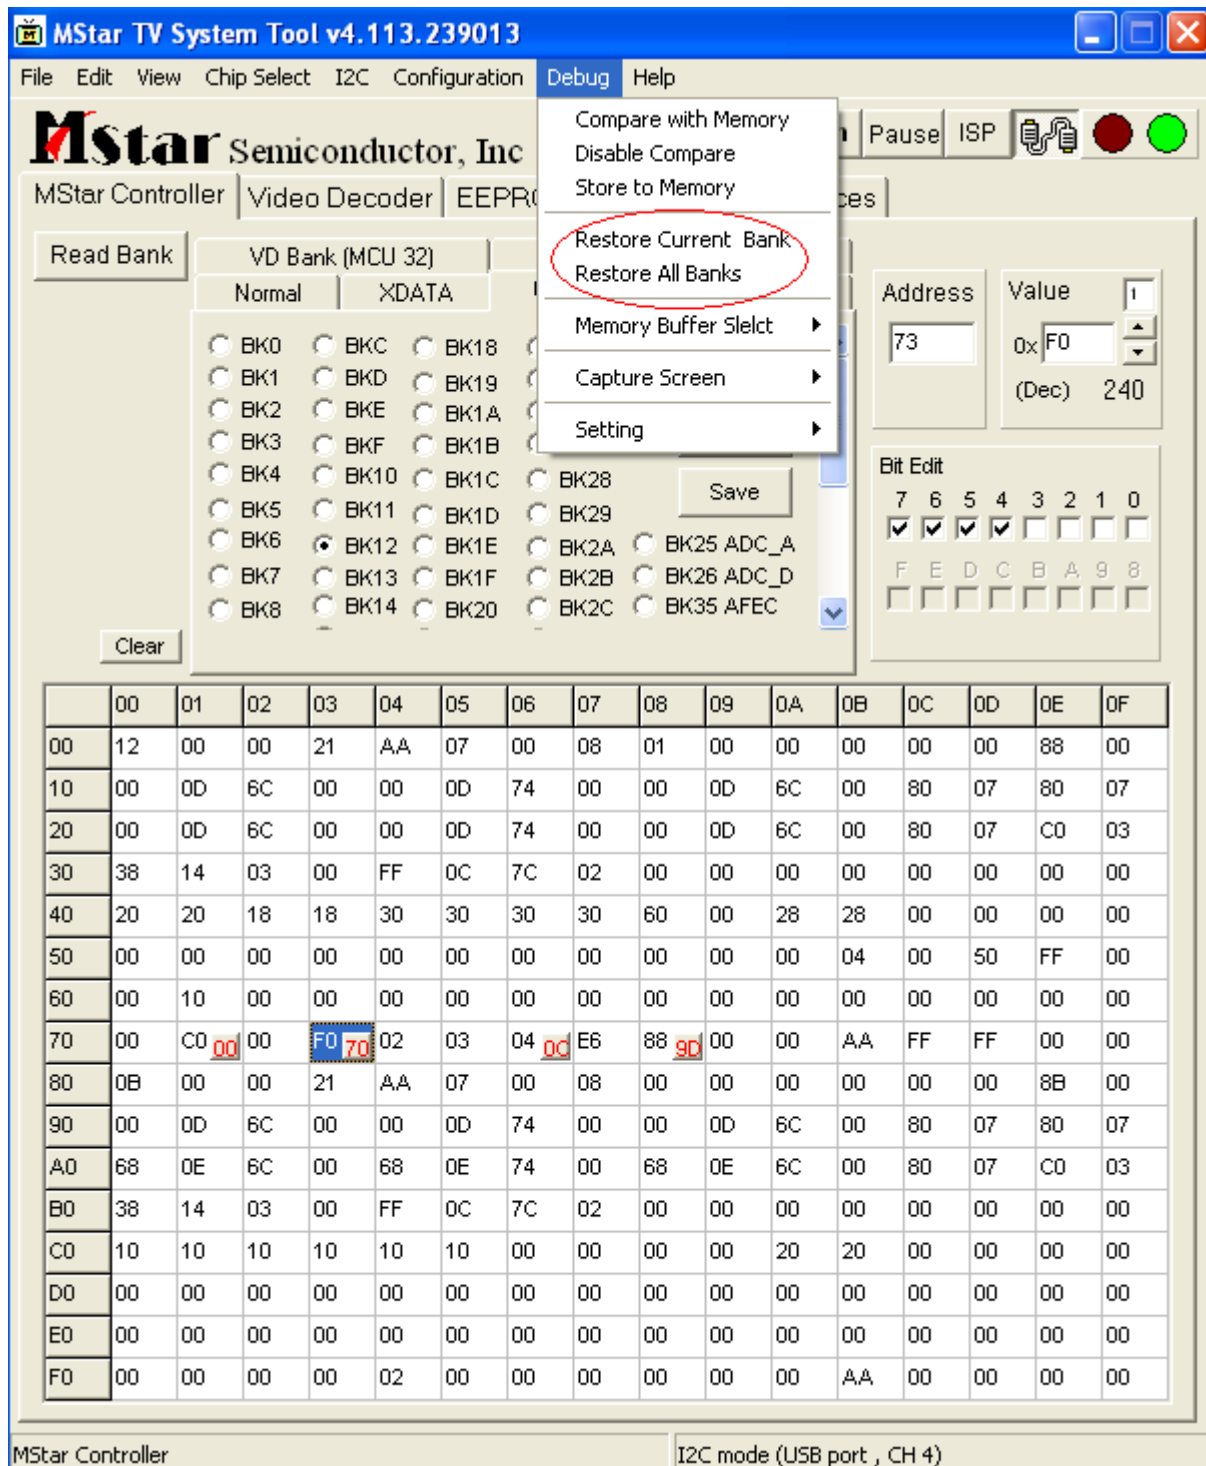 MStar TV System Tool v4.113.239013
File Edit View Chip Select I2C Configuration Debug Help
MStar Semiconductor, Inc
Pause ISP
Compare with Memory
Disable Compare
Store to Memory
Restore Current Bank
Restore All Banks
Memory Buffer Slelct
Capture Screen
Setting
MStar Controller Video Decoder
Read Bank
VD Bank (MCU 32)
Normal XDATA
BK0 BKC BK18
BK1 BKD BK19
BK2 BKE BK1A
BK3 BKF BK1B
BK4 BK10 BK1C BK28
BK5 BK11 BK1D BK29
BK6 BK12 BK1E BK2A BK25 ADC_A
BK7 BK13 BK1F BK2B BK26 ADC_D
BK8 BK14 BK20 BK2C BK35 AFEC
Save
Clear
Address
73
Value 1
0x F0
(Dec) 240
Bit Edit
7 6 5 4 3 2 1 0
F E D C B A 9 8
00 01 02 03 04 05 06 07 08 09 0A 0B 0C 0D 0E 0F
00 12 00 00 21 AA 07 00 08 01 00 00 00 00 00 88 00
10 00 0D 6C 00 00 0D 74 00 00 0D 6C 00 80 07 80 07
20 00 0D 6C 00 00 0D 74 00 00 0D 6C 00 80 07 C0 03
30 38 14 03 00 FF 0C 7C 02 00 00 00 00 00 00 00 00
40 20 20 18 18 30 30 30 30 60 00 28 28 00 00 00 00
50 00 00 00 00 00 00 00 00 00 00 00 04 00 50 FF 00
60 00 10 00 00 00 00 00 00 00 00 00 00 00 00 00 00
70 00 C0 00 00 F0 70 02 03 04 0C E6 88 9D 00 00 AA FF FF 00 00
80 0B 00 00 21 AA 07 00 08 00 00 00 00 00 00 8B 00
90 00 0D 6C 00 00 0D 74 00 00 0D 6C 00 80 07 80 07
A0 68 0E 6C 00 68 0E 74 00 68 0E 6C 00 80 07 C0 03
B0 38 14 03 00 FF 0C 7C 02 00 00 00 00 00 00 00 00
C0 10 10 10 10 10 10 00 00 00 00 20 20 00 00 00 00
D0 00 00 00 00 00 00 00 00 00 00 00 00 00 00 00 00
E0 00 00 00 00 00 00 00 00 00 00 00 00 00 00 00 00
F0 00 00 00 00 02 00 00 00 00 00 00 AA 00 00 00 00
MStar Controller
I2C mode (USB port , CH 4)